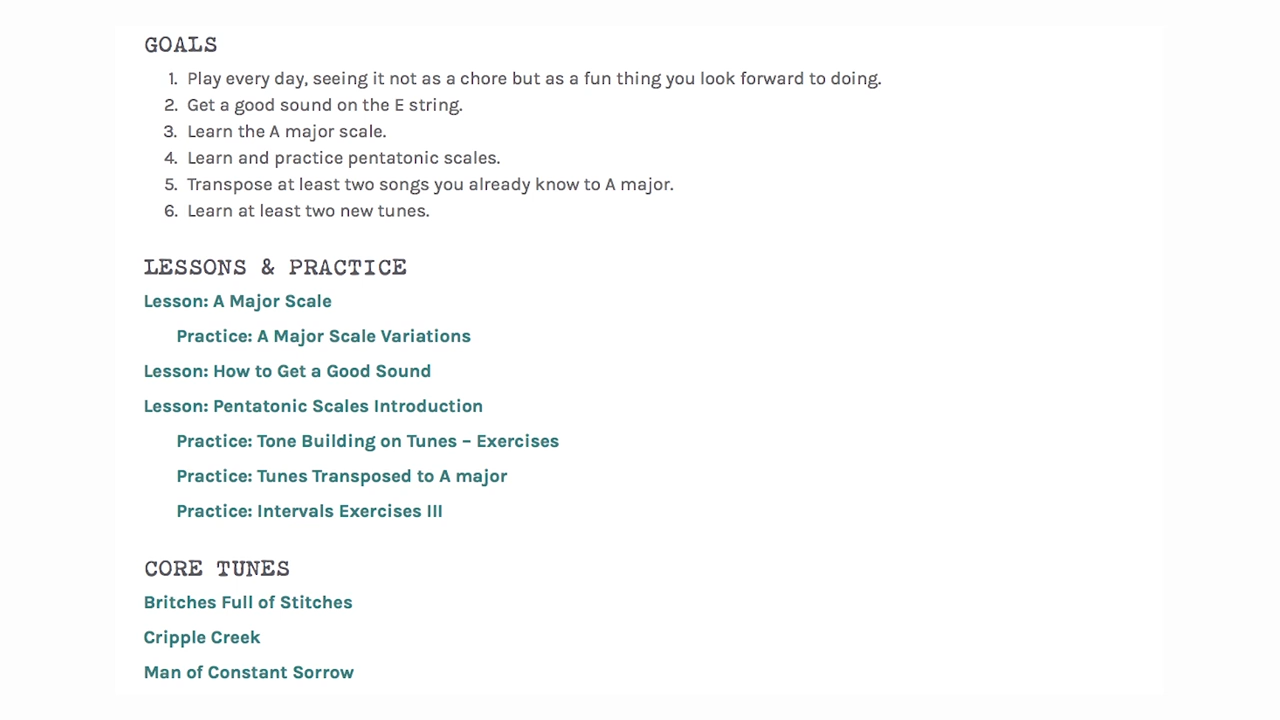 GOALS
1. Play every day, seeing it not as a chore but as a fun thing you look forward to doing.
2. Get a good sound on the E string.
3. Learn the A major scale.
4. Learn and practice pentatonic scales.
5. Transpose at least two songs you already know to A major.
6. Learn at least two new tunes.
LESSONS & PRACTICE
Lesson: A Major Scale
Practice: A Major Scale Variations
Lesson: How to Get a Good Sound
Lesson: Pentatonic Scales Introduction
Practice: Tone Building on Tunes – Exercises
Practice: Tunes Transposed to A major
Practice: Intervals Exercises III
CORE TUNES
Britches Full of Stitches
Cripple Creek
Man of Constant Sorrow